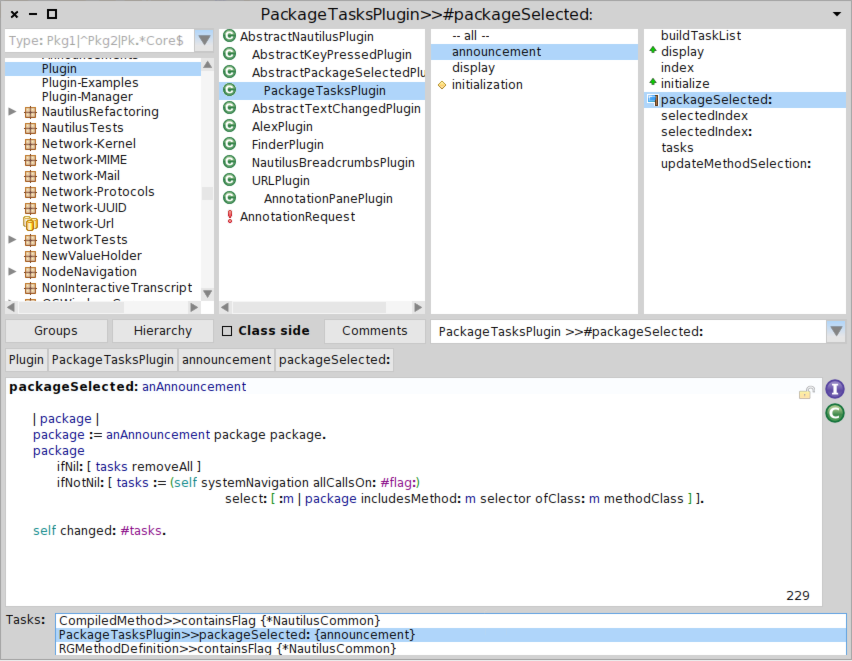 PackageTasksPlugin>>#packageSelected:
Type: Pkg1|^Pkg2|Pk.*Core$
Plugin
Plugin-Examples
Plugin-Manager
NautilusRefactoring
NautilusTests
Network-Kernel
Network-MIME
Network-Mail
Network-Protocols
Network-UUID
Network-Url
NetworkTests
NewValueHolder
NodeNavigation
NonInteractiveTranscript
AbstractNautilusPlugin
AbstractKeyPressedPlugin
AbstractPackageSelectedPlu
PackageTasksPlugin
AbstractTextChangedPlugin
AlexPlugin
FinderPlugin
NautilusBreadcrumbsPlugin
URLPlugin
AnnotationPanePlugin
AnnotationRequest
-- all --
announcement
display
initialization
buildTaskList
display
index
initialize
packageSelected:
selectedIndex
selectedIndex:
tasks
updateMethodSelection:
Groups
Hierarchy
Class side
Comments
PackageTasksPlugin >>#packageSelected:
Plugin
PackageTasksPlugin
announcement
packageSelected:
packageSelected: anAnnouncement
| package |
package := anAnnouncement package package.
package
ifNil: [ tasks removeAll ]
ifNotNil: [ tasks := (self systemNavigation allCallsOn: #flag:)
select: [ :m | package includesMethod: m selector ofClass: m methodClass ] ].
self changed: #tasks.
229
Tasks:
CompiledMethod>>containsFlag {*NautilusCommon}
PackageTasksPlugin>>packageSelected: {announcement}
RGMethodDefinition>>containsFlag {*NautilusCommon}